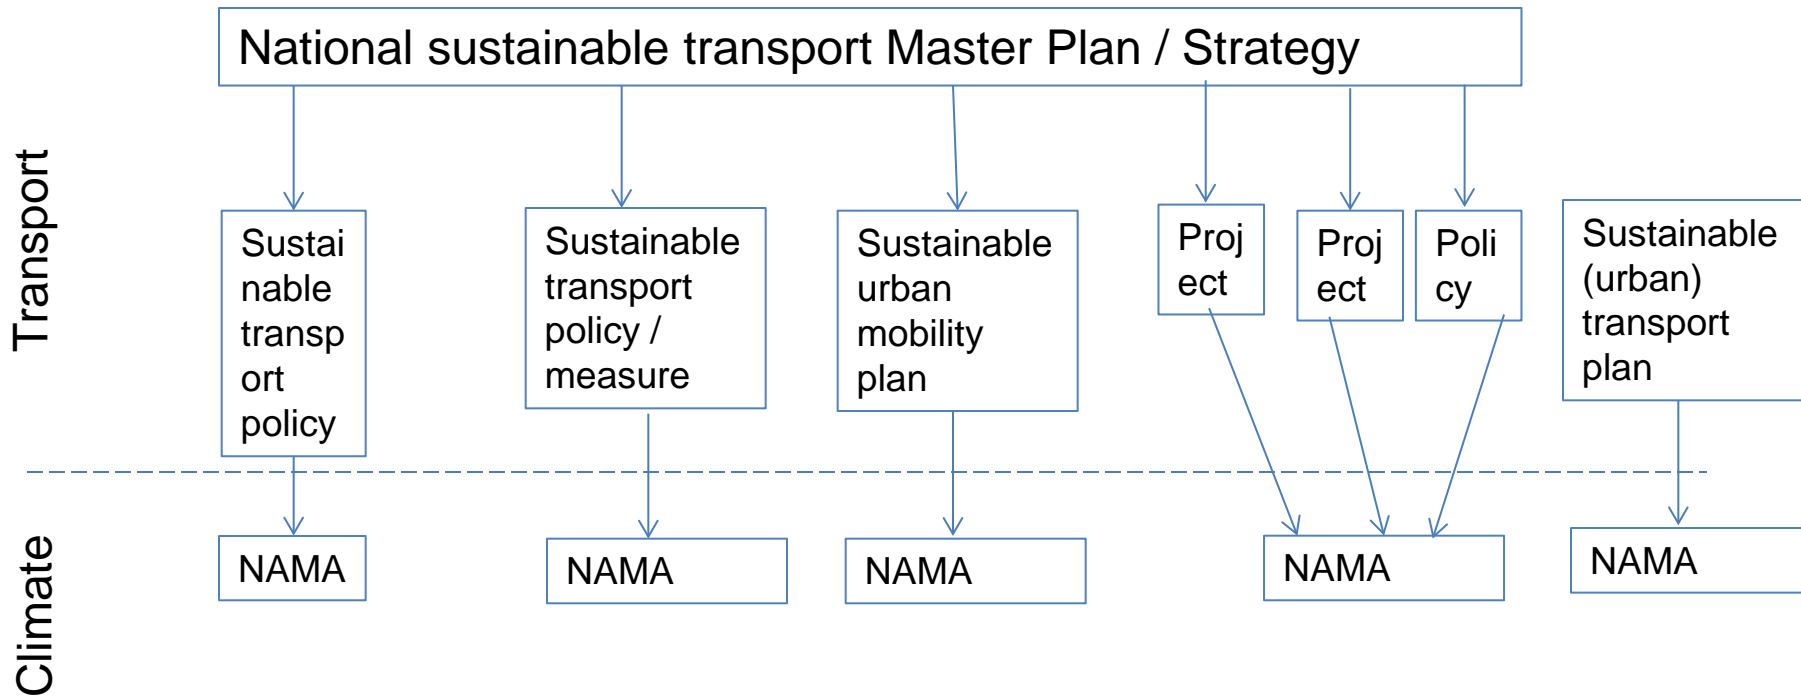 National sustainable transport Master Plan / Strategy
Transport
Sustai
nable
transp
ort
policy
Sustainable
transport
policy /
measure
Sustainable
urban
mobility
plan
Proj
ect
Proj
ect
Poli
cy
Sustainable
(urban)
transport
plan
Climate
NAMA
NAMA
NAMA
NAMA
NAMA